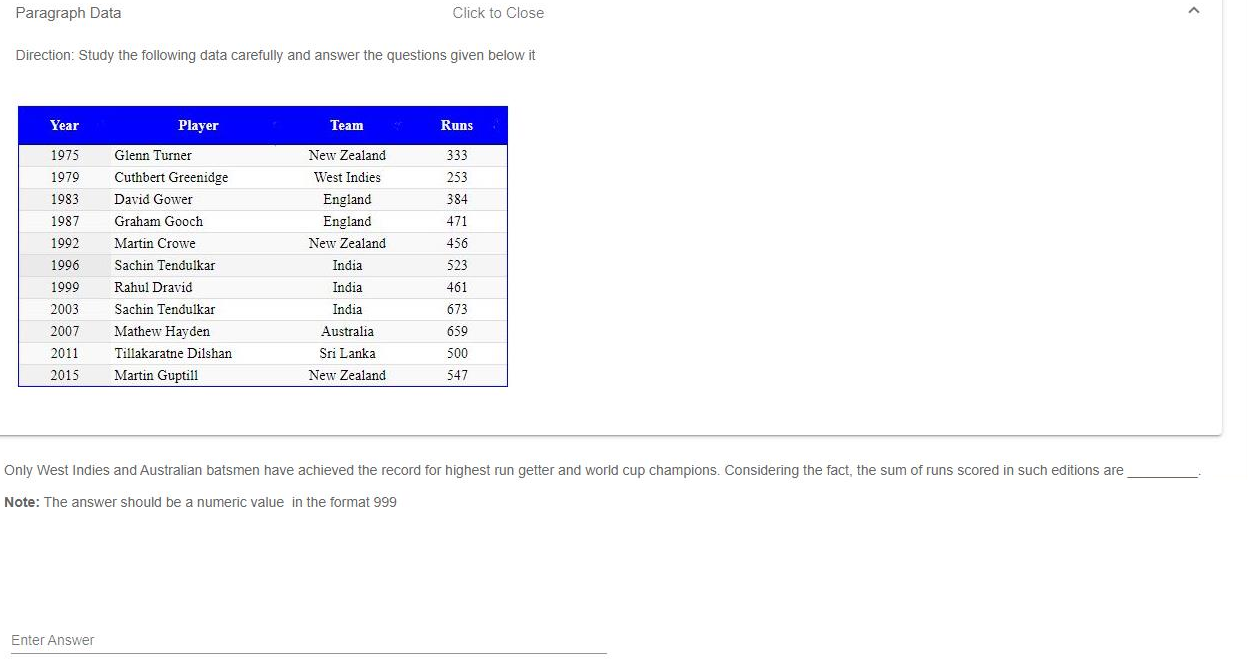 Paragraph Data Click to Close
Direction: Study the following data carefully and answer the questions given below it
Year Player Team Runs
1975 Glenn Turner New Zealand 333
1979 Cuthbert Greenidge West Indies 253
1983 David Gower England 384
1987 Graham Gooch England 471
1992 Martin Crowe New Zealand 456
1996 Sachin Tendulkar India 523
1999 Rahul Dravid India 461
2003 Sachin Tendulkar India 673
2007 Mathew Hayden Australia 659
2011 Tillakaratne Dilshan Sri Lanka 500
2015 Martin Guptill New Zealand 547
Only West Indies and Australian batsmen have achieved the record for highest run getter and world cup champions. Considering the fact, the sum of runs scored in such editions are _________.
Note: The answer should be a numeric value in the format 999
Enter Answer